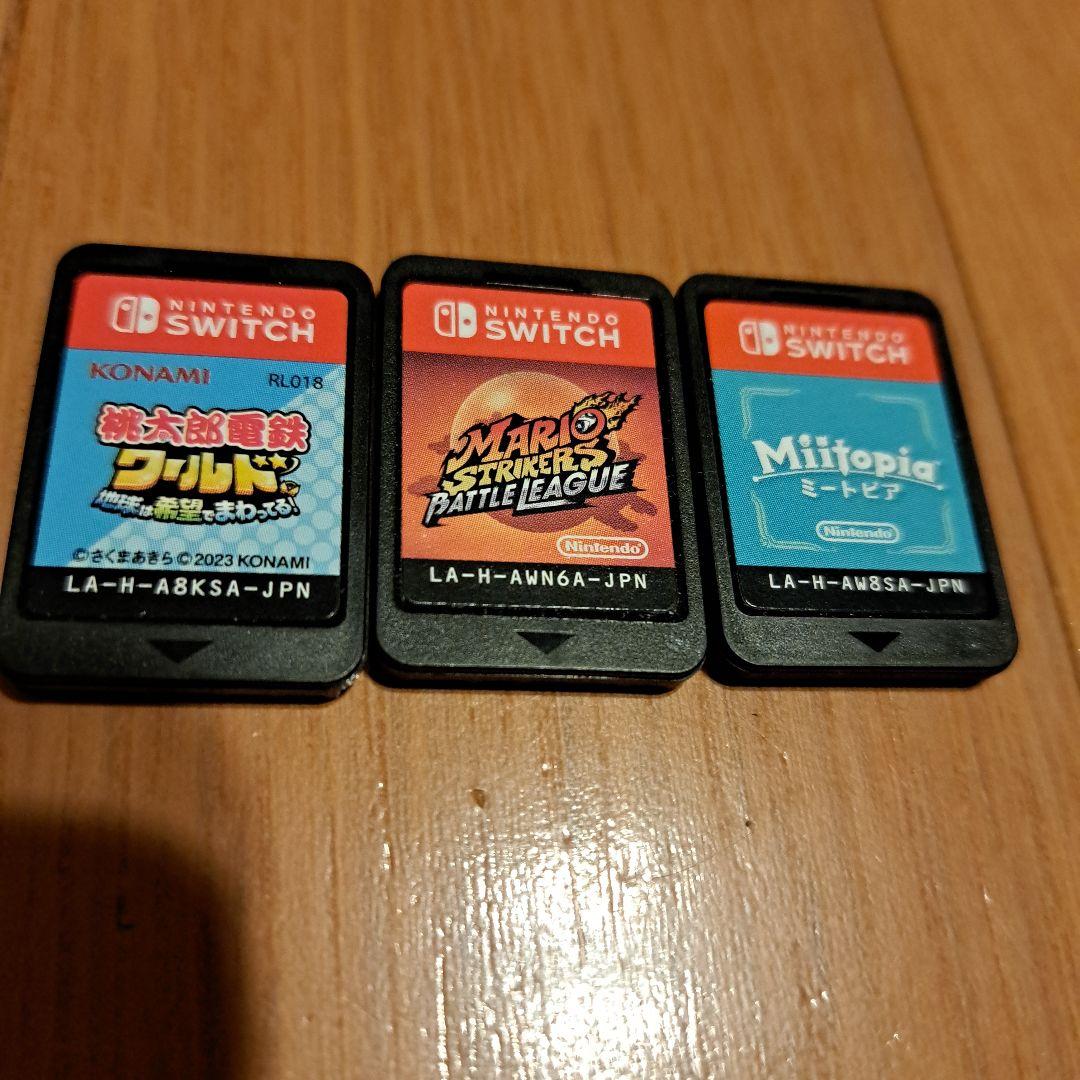 NINTENDO
SWITCH
KONAMI RL018
桃太郎電鉄
ワールド
地球は希望でまわってる!
©さくまあきら©2023 KONAMI
LA-H-A8KSA-JPN
NINTENDO
SWITCH
MARIO
STRIKERS
BATTLE LEAGUE
Nintendo
LA-H-AWN6A-JPN
NINTENDO
SWITCH
Miitopia
ミートピア
Nintendo
LA-H-AW8SA-JPN